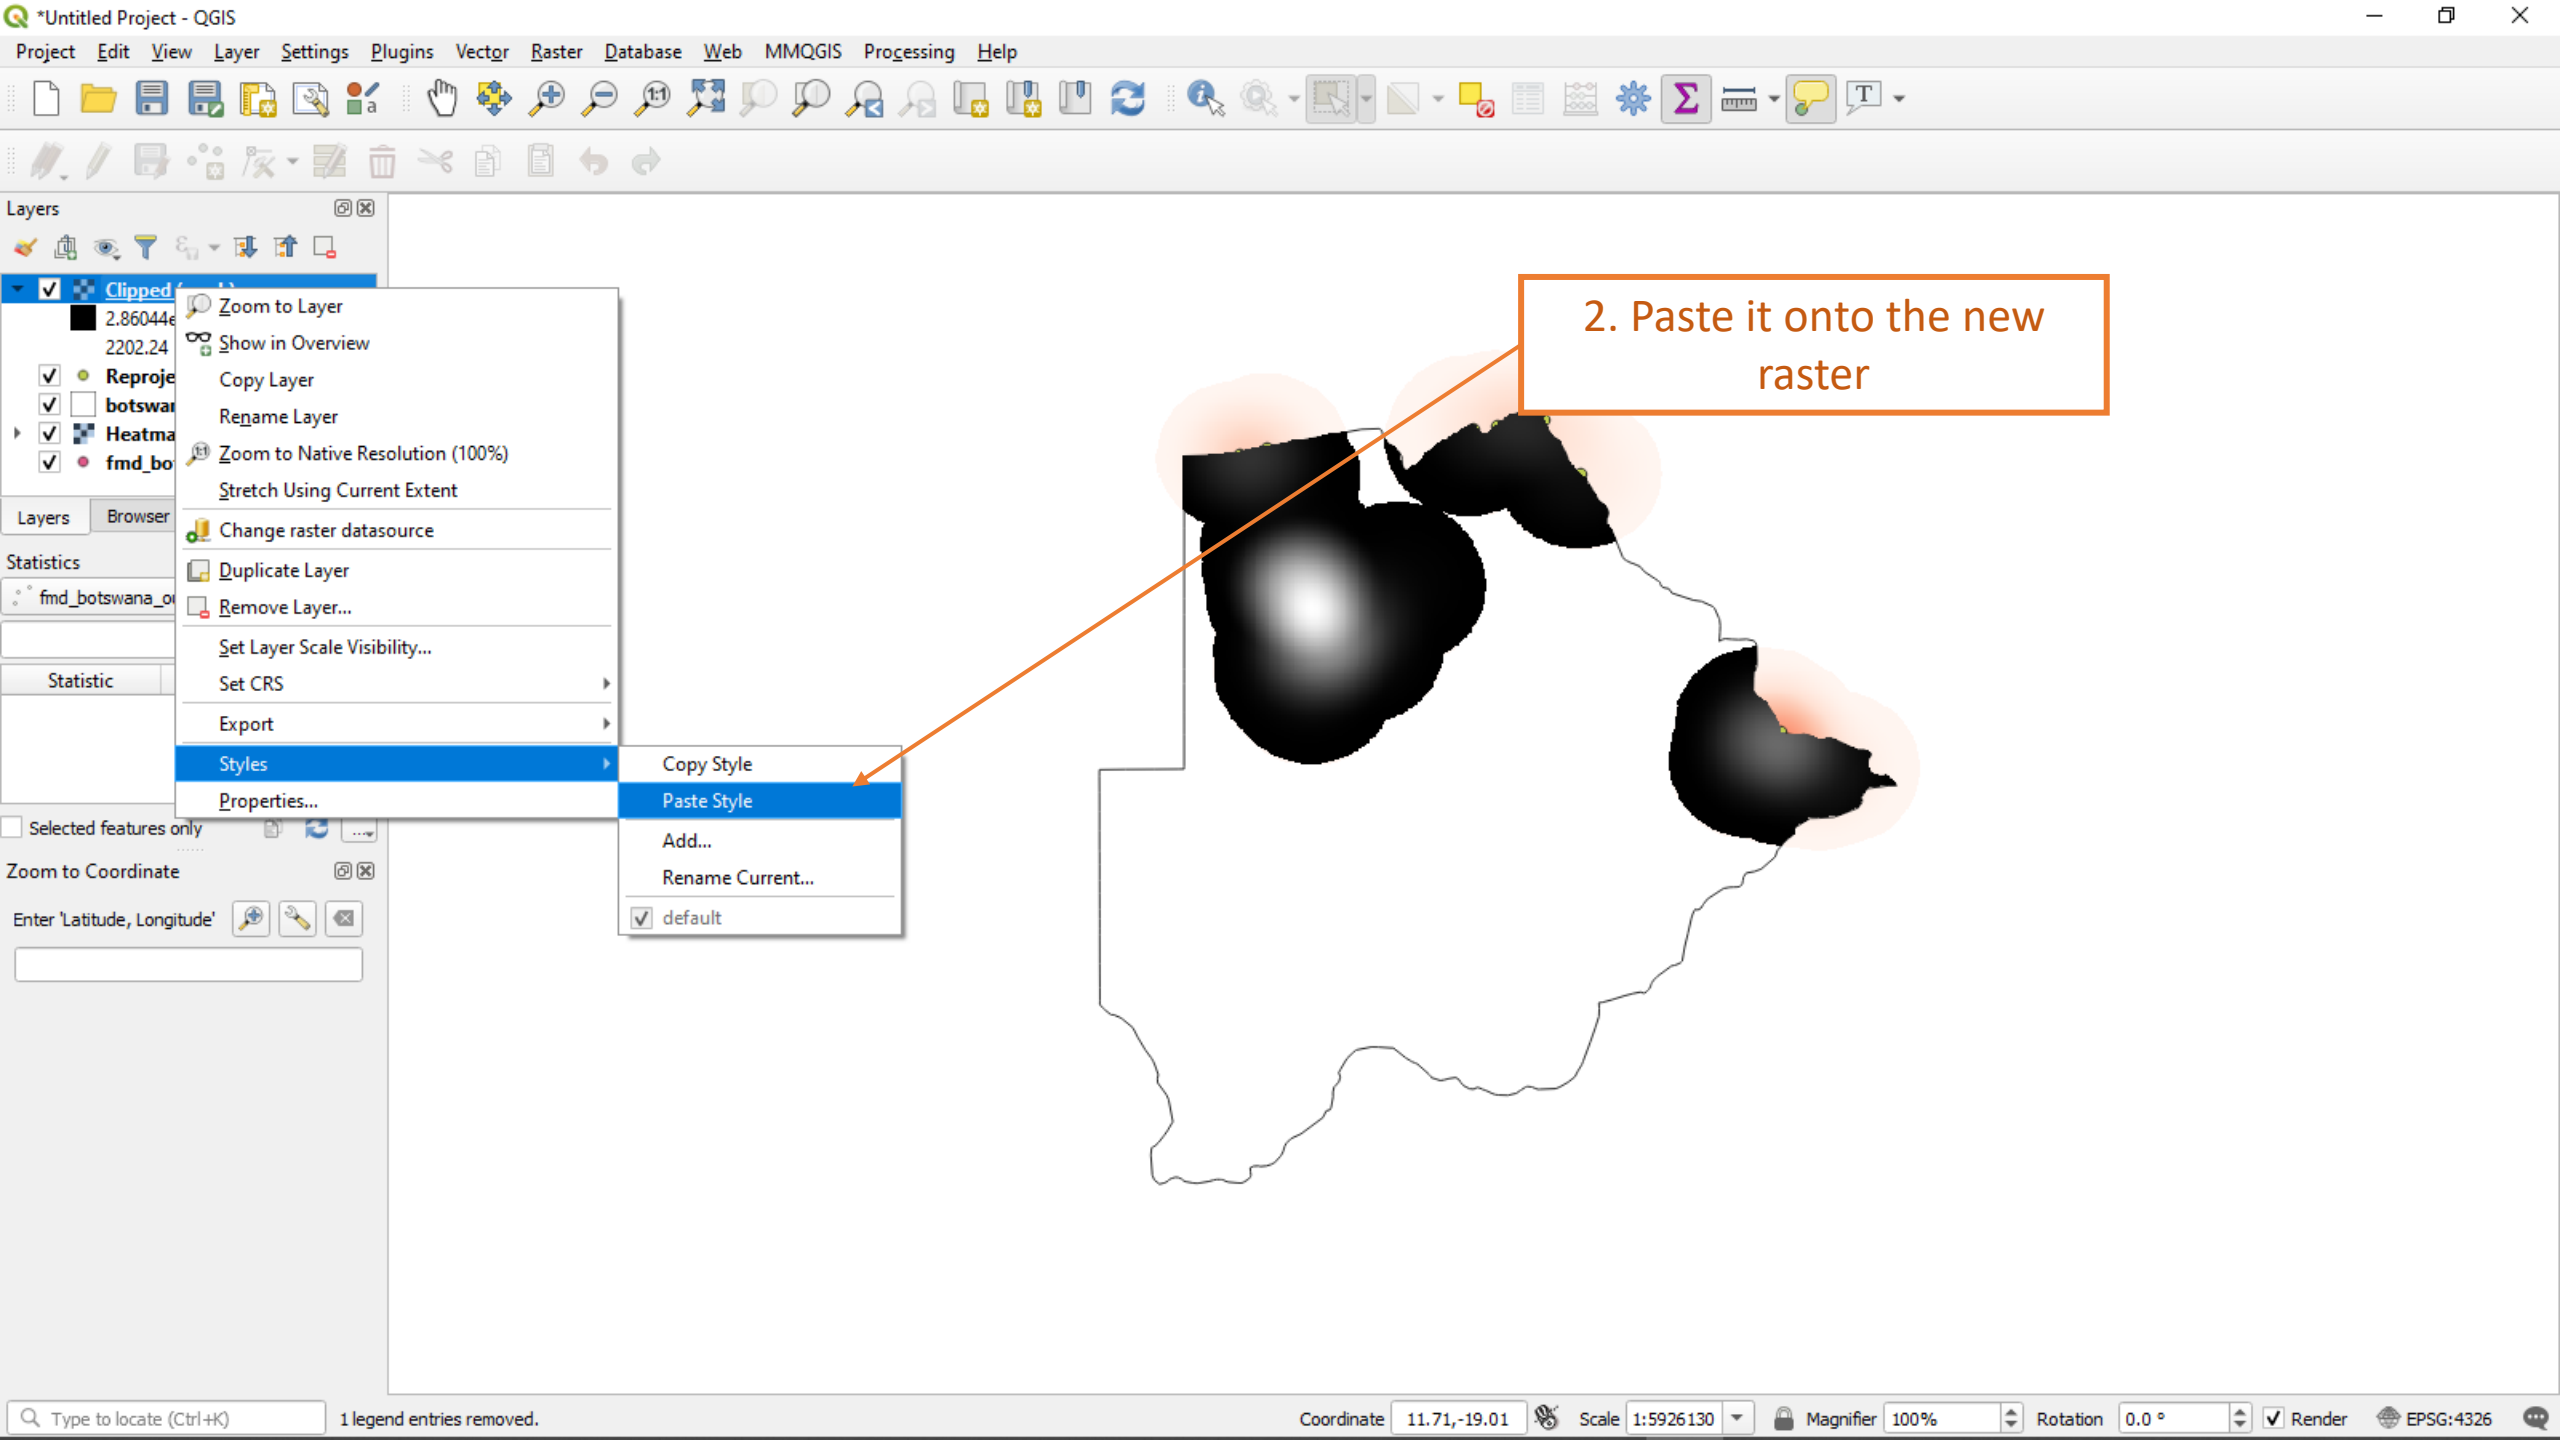 *Untitled Project - QGIS
Project Edit View Layer Settings Plugins Vector Raster Database Web MMQGIS Processing Help
Layers
Clipped
2.86044e
2202.24
Reproje
botswan
Heatma
fmd_bo
Layers Browser
Statistics
fmd_botswana_ou
Statistic
Selected features only
Zoom to Coordinate
Enter 'Latitude, Longitude'
Zoom to Layer
Show in Overview
Copy Layer
Rename Layer
Zoom to Native Resolution (100%)
Stretch Using Current Extent
Change raster datasource
Duplicate Layer
Remove Layer...
Set Layer Scale Visibility...
Set CRS
Export
Styles
Properties...
Copy Style
Paste Style
Add...
Rename Current...
default
2. Paste it onto the new
raster
Type to locate (Ctrl+K) 1 legend entries removed. Coordinate 11.71,-19.01 Scale 1:5926130 Magnifier 100% Rotation 0.0 ° Render EPSG:4326